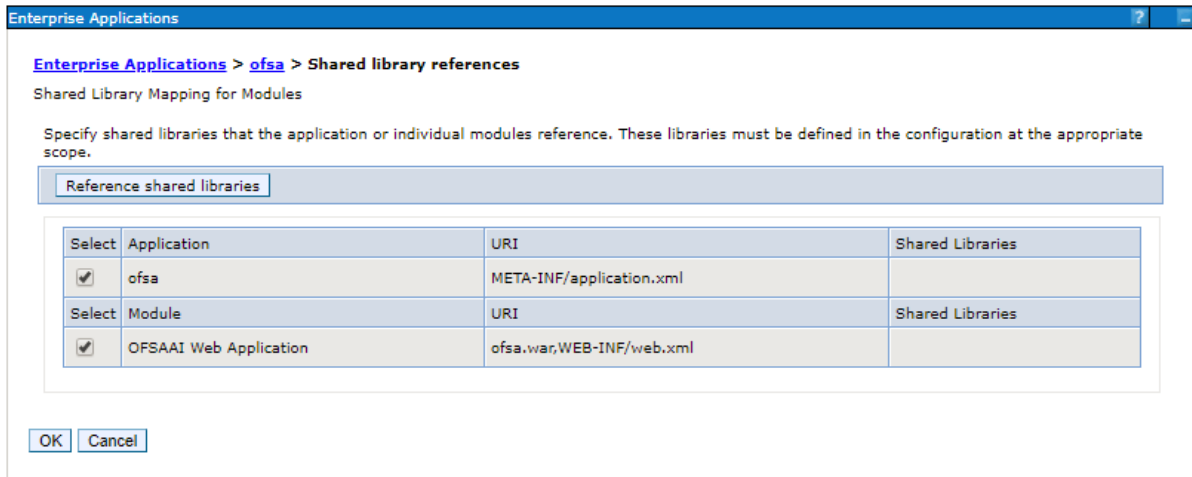 Enterprise Applications ? –
Enterprise Applications > ofsa > Shared library references
Shared Library Mapping for Modules
Specify shared libraries that the application or individual modules reference. These libraries must be defined in the configuration at the appropriate
scope.
Reference shared libraries
Select Application URI Shared Libraries
ofsa META-INF/application.xml
Select Module URI Shared Libraries
OFSAAI Web Application ofsa.war,WEB-INF/web.xml
OK Cancel